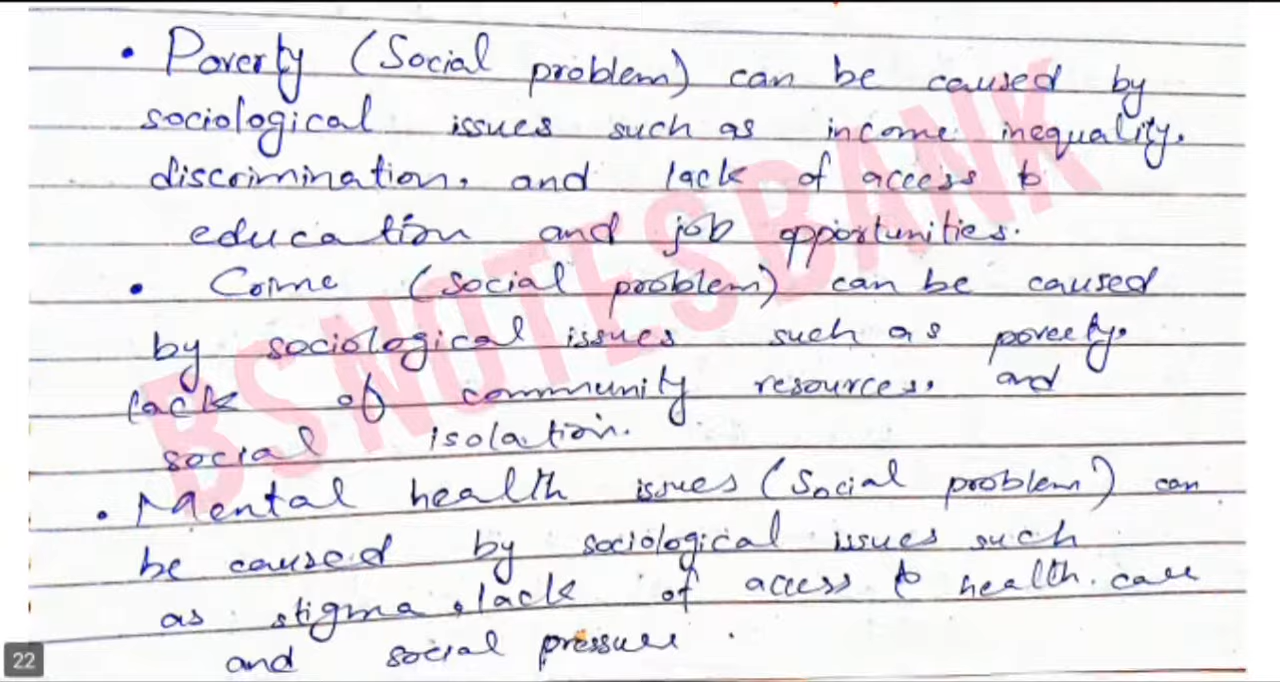 • Poverty (Social problem) can be caused by
sociological issues such as income inequality,
discrimination, and lack of access to
education and job opportunities.
• Crime (Social problem) can be caused
by sociological issues such as poverty,
lack of community resources, and
social isolation.
• Mental health issues (Social problem) can
be caused by sociological issues such
as stigma, lack of access to health care
and social pressure.
BS NOTES BANK
22